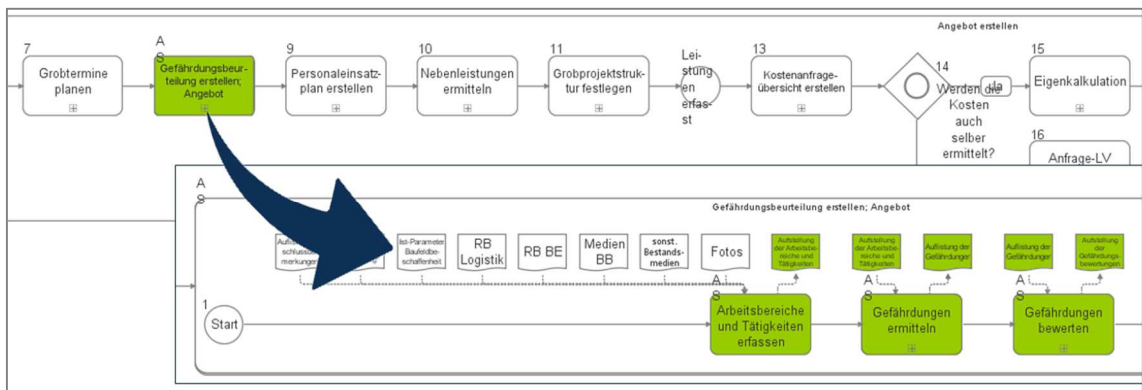 Angebot erstellen
7
Grobtermine
planen
A
S
Gefährdungsbeur-
teilung erstellen;
Angebot
9
Personaleinsatz-
plan erstellen
10
Nebenleistungen
ermitteln
11
Grobprojektstruk-
tur festlegen
Lei-
stung
en
erfas-
st
13
Kostenanfrage-
übersicht erstellen
14
Werden die
Kosten
auch
selber
ermittelt?
Ja
15
Eigenkalkulation
16
Anfrage-LV
A
S
Gefährdungsbeurteilung erstellen; Angebot
1
Start
Ist-Parameter
Baufeldbe-
schaffenheit
RB
Logistik
RB BE
Medien
BB
sonst.
Bestands-
medien
Fotos
Aufstellung
der Arbeitsbe-
reiche und
Tätigkeiten
Aufstellung
der Arbeitsbe-
reiche und
Tätigkeiten
Auflistung der
Gefährdungen
Auflistung der
Gefährdungen
Aufstellung
der
Gefährdungs-
bewertungen
A
S
Arbeitsbereiche
und Tätigkeiten
erfassen
A
S
Gefährdungen
ermitteln
A
S
Gefährdungen
bewerten